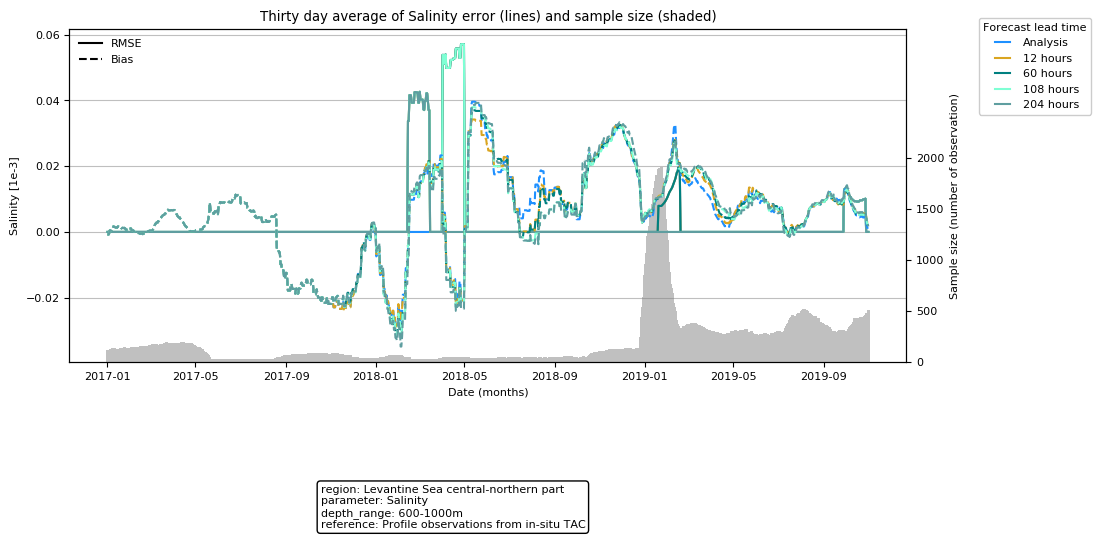 Thirty day average of Salinity error (lines) and sample size (shaded)
RMSE
Bias
Forecast lead time
Analysis
12 hours
60 hours
108 hours
204 hours
Salinity [1e-3]
0.06
0.04
0.02
0.00
−0.02
Sample size (number of observation)
2000
1500
1000
500
0
2017-01
2017-05
2017-09
2018-01
2018-05
2018-09
2019-01
2019-05
2019-09
Date (months)
region: Levantine Sea central-northern part
parameter: Salinity
depth_range: 600-1000m
reference: Profile observations from in-situ TAC